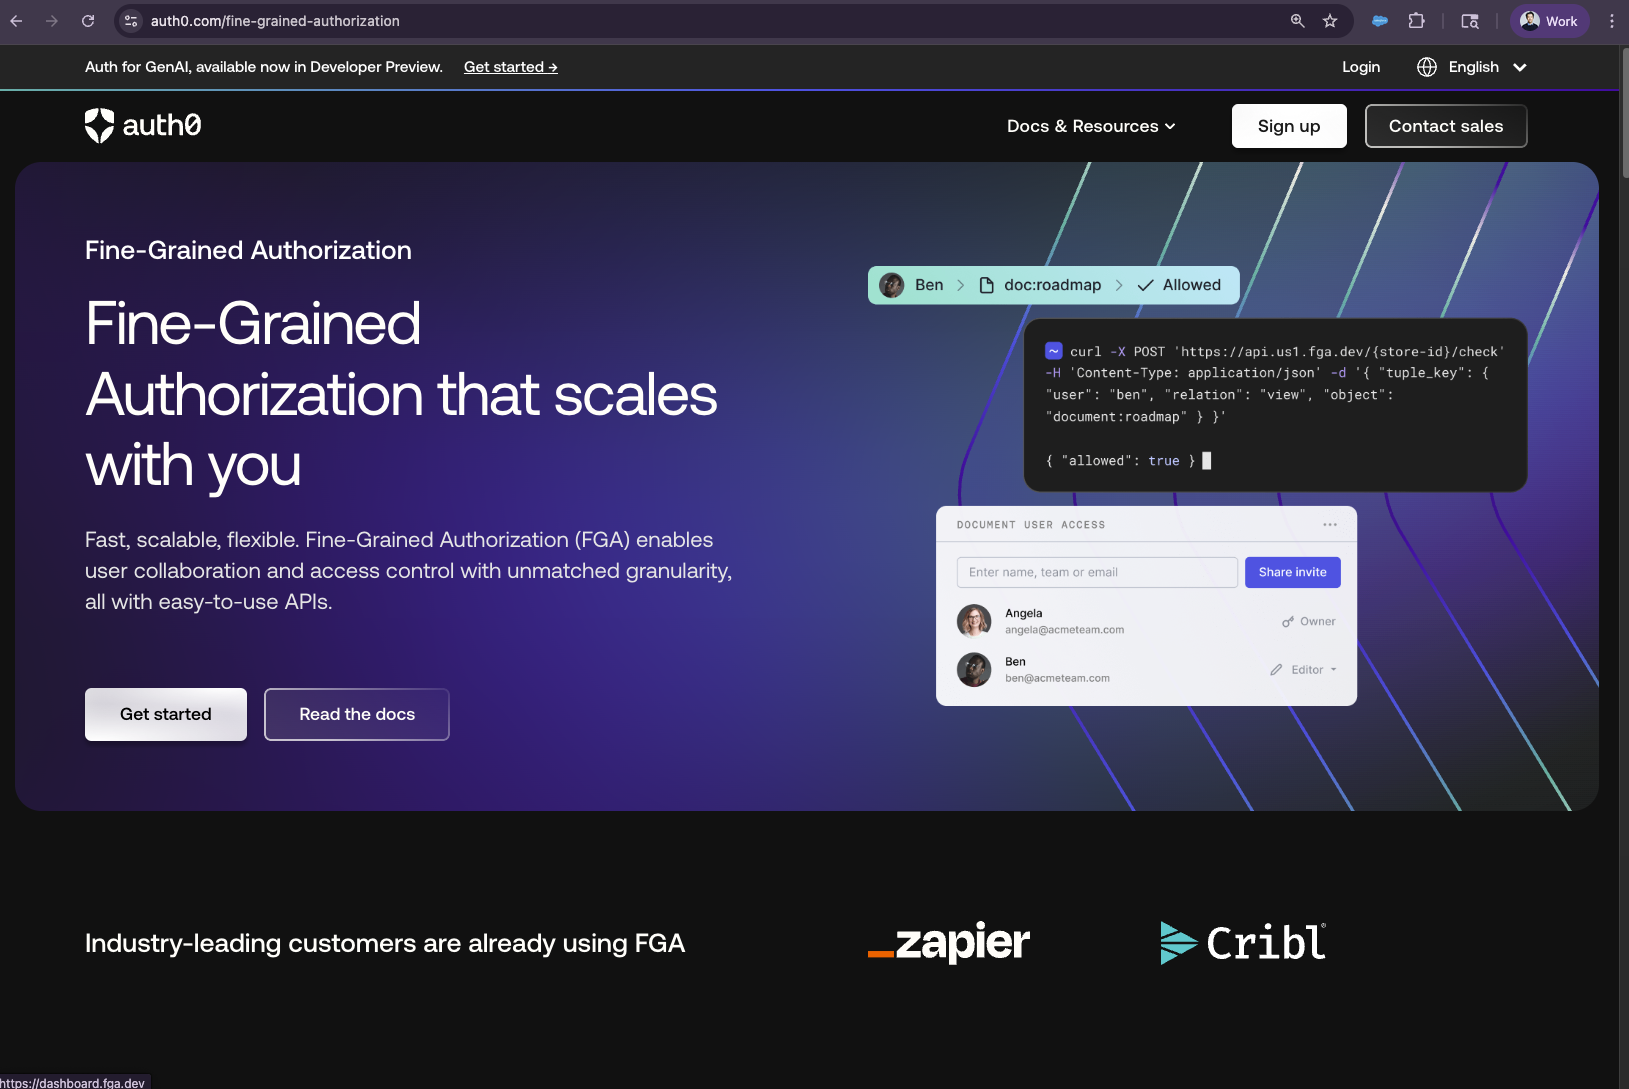 auth0.com/fine-grained-authorization
Work
Auth for GenAI, available now in Developer Preview. Get started →
Login
English
auth0
Docs & Resources
Sign up
Contact sales
Fine-Grained Authorization
Fine-Grained
Authorization that scales
with you
Fast, scalable, flexible. Fine-Grained Authorization (FGA) enables
user collaboration and access control with unmatched granularity,
all with easy-to-use APIs.
Get started
Read the docs
Ben > doc:roadmap > ✓ Allowed
~ curl -X POST 'https://api.us1.fga.dev/{store-id}/check'
-H 'Content-Type: application/json' -d '{ "tuple_key": {
"user": "ben", "relation": "view", "object":
"document:roadmap" } }'
{ "allowed": true }
DOCUMENT USER ACCESS
Enter name, team or email
Share invite
Angela
angela@acmeteam.com
Owner
Ben
ben@acmeteam.com
Editor
Industry-leading customers are already using FGA
_zapier
Cribl®
https://dashboard.fga.dev